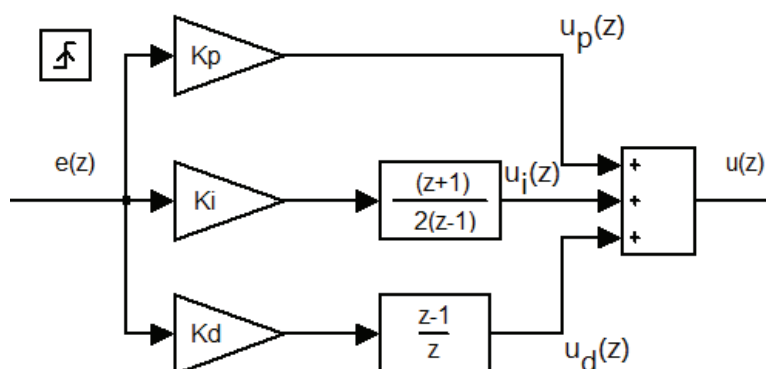 u_p(z)
Kp
e(z)
Ki
(z+1)
2(z-1)
u_i(z)
+
+
+
u(z)
Kd
z-1
z
u_d(z)